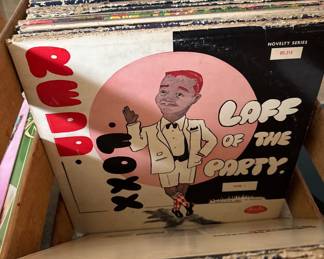 NOVELTY SERIES
REDD
FOXX
LAFF
OF THE
PARTY.